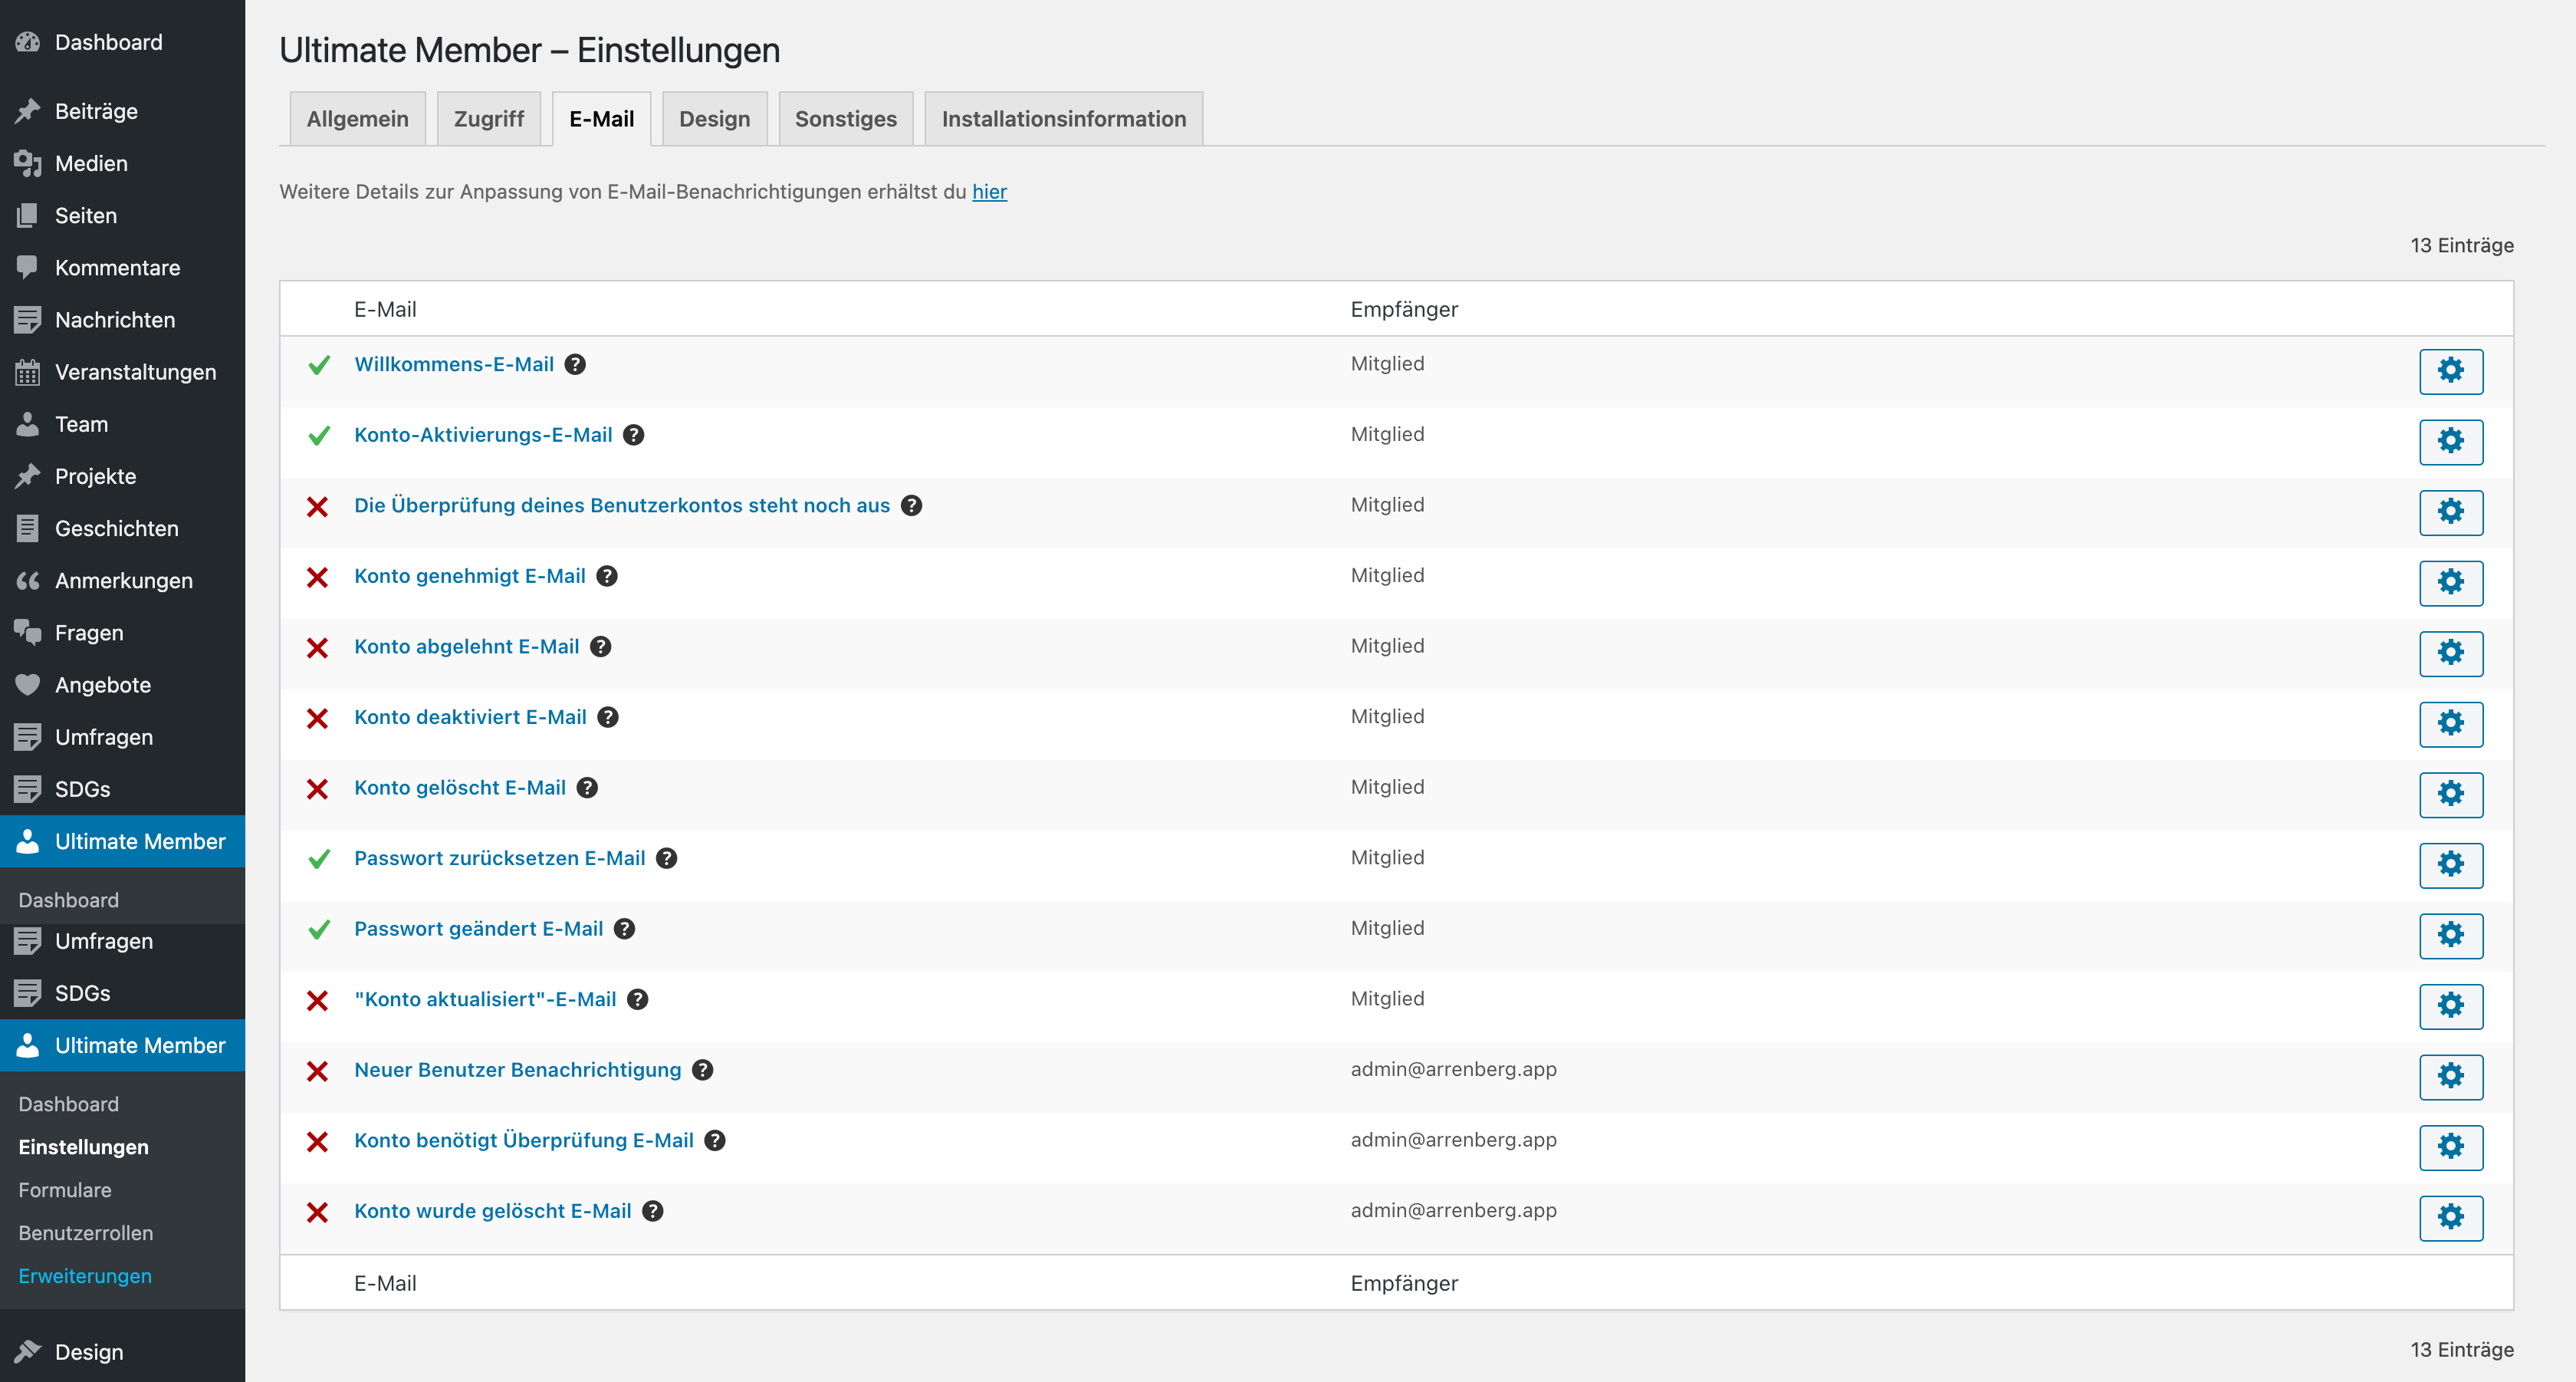 Dashboard
Beiträge
Medien
Seiten
Kommentare
Nachrichten
Veranstaltungen
Team
Projekte
Geschichten
Anmerkungen
Fragen
Angebote
Umfragen
SDGs
Ultimate Member
Dashboard
Umfragen
SDGs
Ultimate Member
Dashboard
Einstellungen
Formulare
Benutzerrollen
Erweiterungen
Design
Ultimate Member – Einstellungen
Allgemein Zugriff E-Mail Design Sonstiges Installationsinformation
Weitere Details zur Anpassung von E-Mail-Benachrichtigungen erhältst du hier
13 Einträge
E-Mail Empfänger
Willkommens-E-Mail ? Mitglied
Konto-Aktivierungs-E-Mail ? Mitglied
Die Überprüfung deines Benutzerkontos steht noch aus ? Mitglied
Konto genehmigt E-Mail ? Mitglied
Konto abgelehnt E-Mail ? Mitglied
Konto deaktiviert E-Mail ? Mitglied
Konto gelöscht E-Mail ? Mitglied
Passwort zurücksetzen E-Mail ? Mitglied
Passwort geändert E-Mail ? Mitglied
"Konto aktualisiert"-E-Mail ? Mitglied
Neuer Benutzer Benachrichtigung ? admin@arrenberg.app
Konto benötigt Überprüfung E-Mail ? admin@arrenberg.app
Konto wurde gelöscht E-Mail ? admin@arrenberg.app
E-Mail Empfänger
13 Einträge